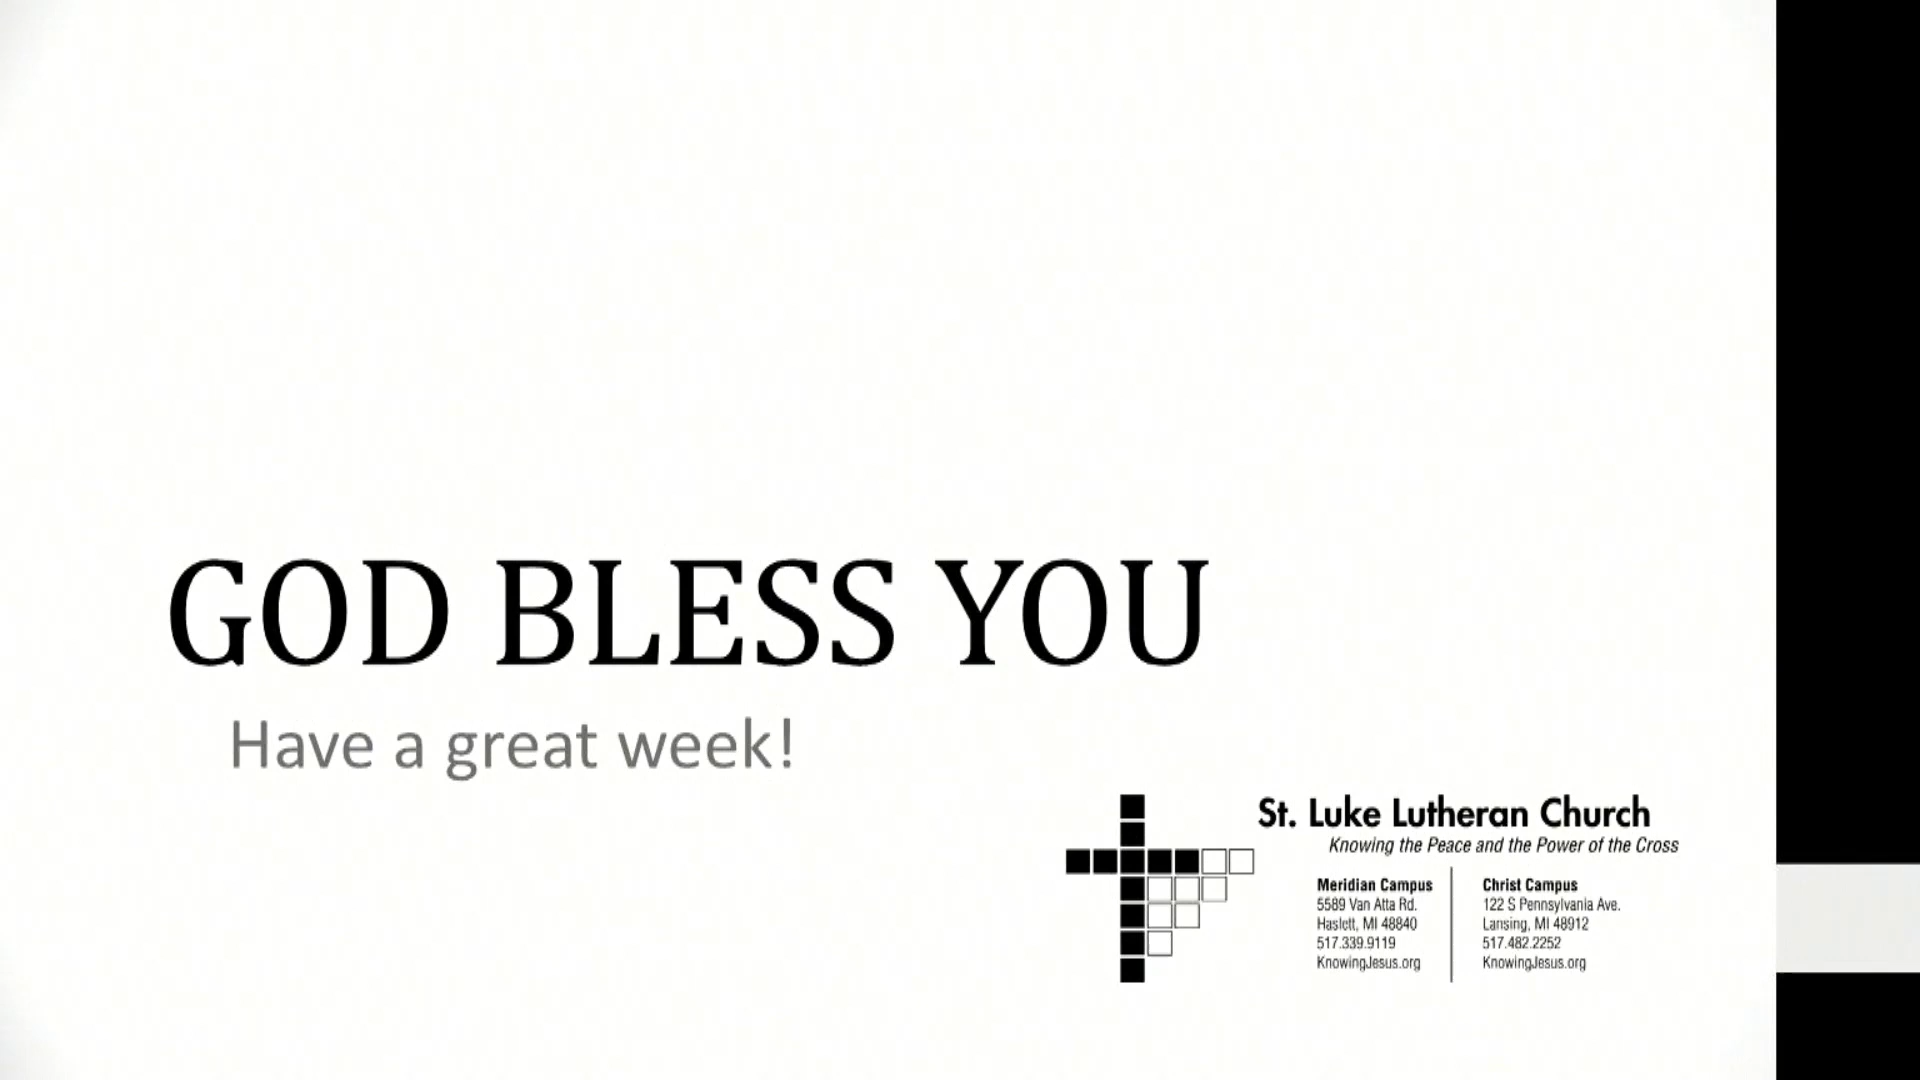 GOD BLESS YOU
Have a great week!
St. Luke Lutheran Church
Knowing the Peace and the Power of the Cross
Meridian Campus
5589 Van Atta Rd.
Haslett, MI 48840
517.339.9119
KnowingJesus.org
Christ Campus
122 S Pennsylvania Ave.
Lansing, MI 48912
517.482.2252
KnowingJesus.org